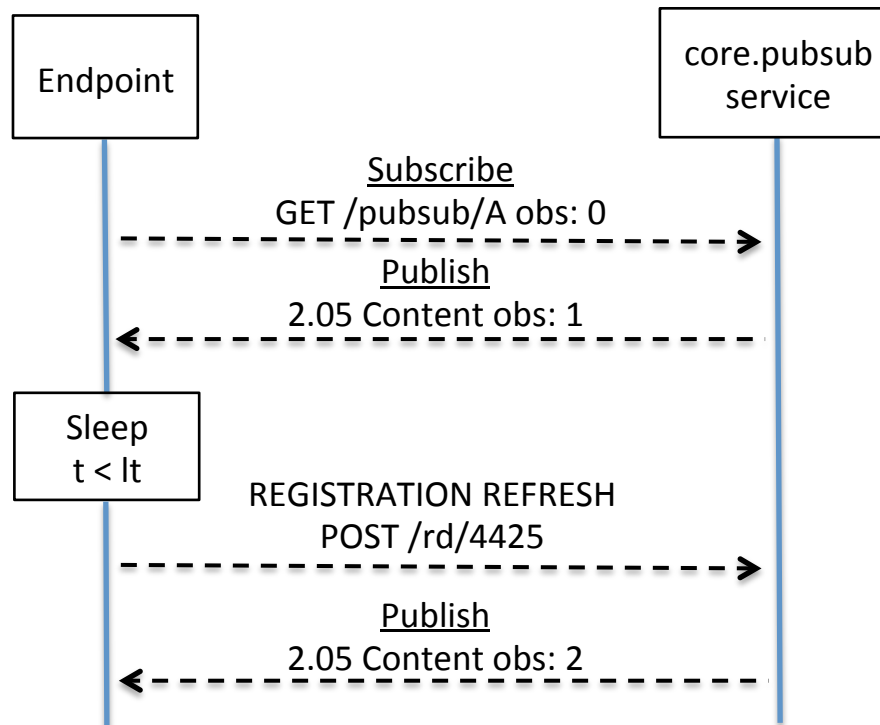 Endpoint
core.pubsub
service
Subscribe
GET /pubsub/A obs: 0
Publish
2.05 Content obs: 1
Sleep
t < lt
REGISTRATION REFRESH
POST /rd/4425
Publish
2.05 Content obs: 2